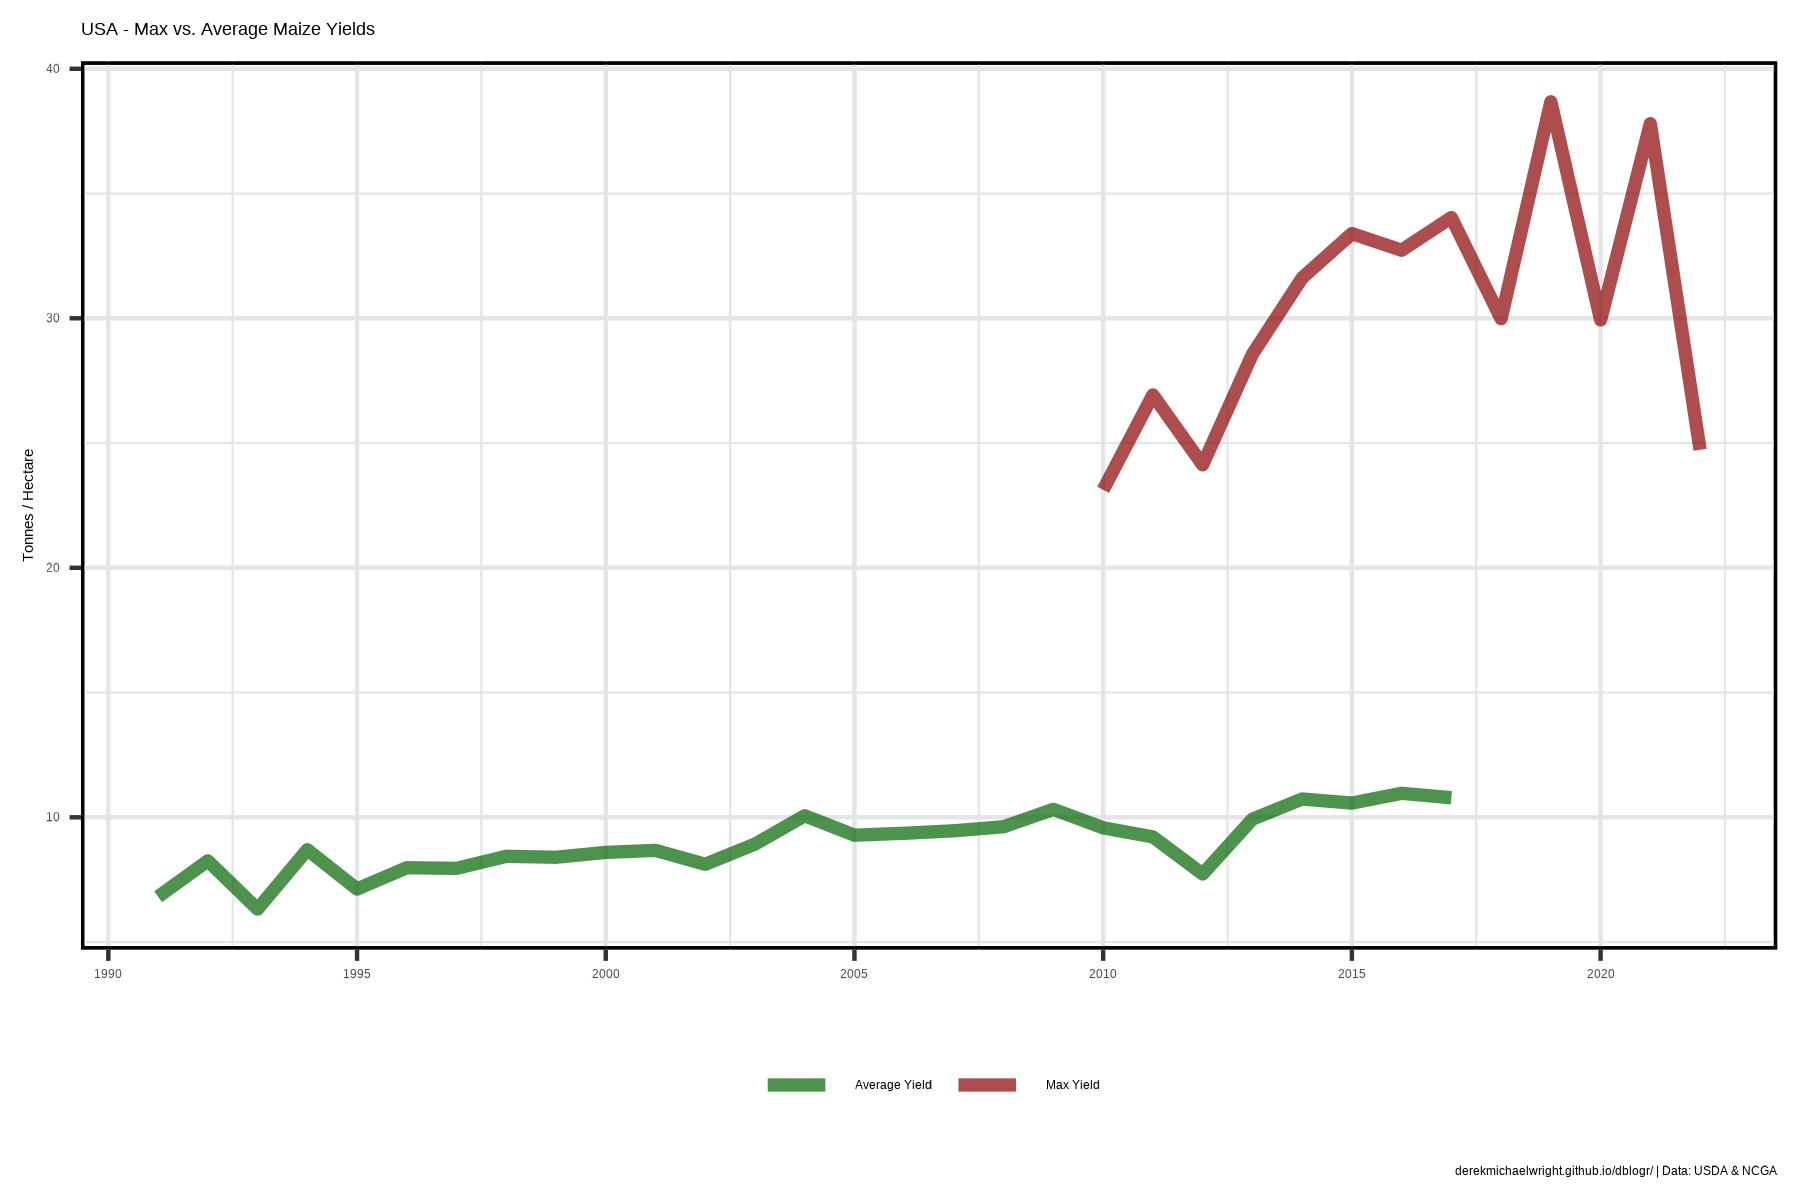 USA - Max vs. Average Maize Yields
Tonnes / Hectare
40
30
20
10
1990 1995 2000 2005 2010 2015 2020
Average Yield Max Yield
derekmichaelwright.github.io/dblogr/ | Data: USDA & NCGA